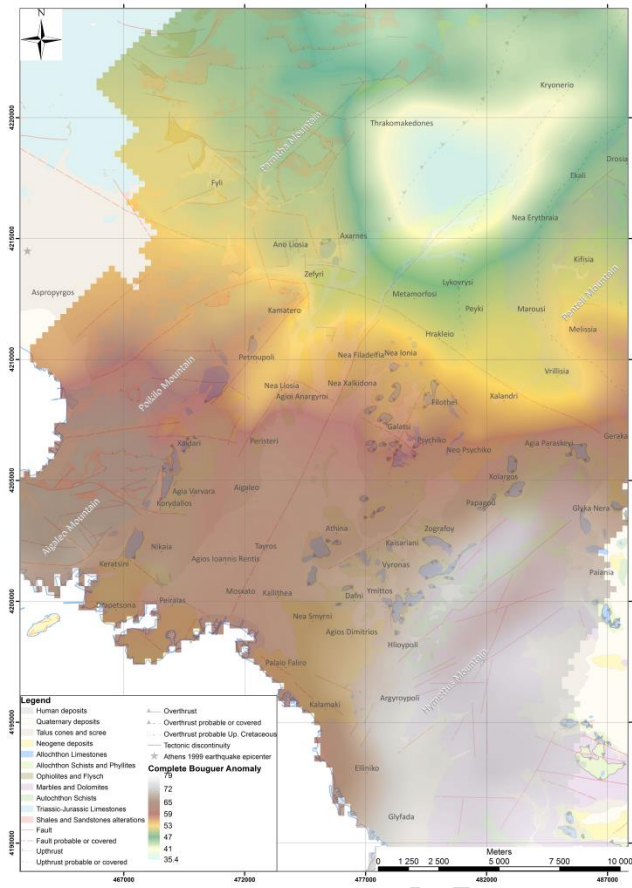 N
Kryonerio
Thrakomakedones
Parnitha Mountain
Drosia
Ekali
Fyli
Nea Erythraia
Axarnes
Ano Liosia
Kifisia
Zefyri
Lykovrysi
Aspropyrgos
Metamorfosi
Penteli Mountain
Kamatero
Peyki
Marousi
Melissia
Hrakleio
Petroupoli
Nea Filadelfia
Nea Ionia
Vrillisia
Poikilo Mountain
Nea Liosia
Nea Xalkidona
Agioi Anargyroi
Filothei
Xalandri
Galatsi
Xaidari
Peristeri
Psychiko
Neo Psychiko
Agia Paraskevi
Geraka
Xolargos
Agia Varvara
Aigaleo
Korydallos
Papagou
Glyka Nera
Aigaleo Mountain
Athina
Zografoy
Nikaia
Tayros
Kaisariani
Agios Ioannis Rentis
Keratsini
Vyronas
Paiania
Moshato
Kallithea
Dafni
Ymittos
Drapetsona
Peiraias
Nea Smyrni
Agios Dimitrios
Hlioypoli
Palaio Faliro
Hymettus Mountain
Kalamaki
Argyroypoli
Elliniko
Glyfada
4220000
4215000
4210000
4205000
4200000
4195000
4190000
Legend
Human deposits
Quaternary deposits
Talus cones and scree
Neogene deposits
Allochthon Limestones
Allochthon Schists and Phyllites
Ophiolites and Flysch
Marbles and Dolomites
Autochthon Schists
Triassic-Jurassic Limestones
Shales and Sandstones alterations
Fault
Fault probable or covered
Upthrust
Upthrust probable or covered
Overthrust
Overthrust probable or covered
Overthrust probable Up. Cretaceous
Tectonic discontinuity
Athens 1999 earthquake epicenter
Complete Bouguer Anomaly
79
72
65
59
53
47
41
35.4
Meters
0 1 250 2 500 5 000 7 500 10 000
467000 472000 477000 482000 487000